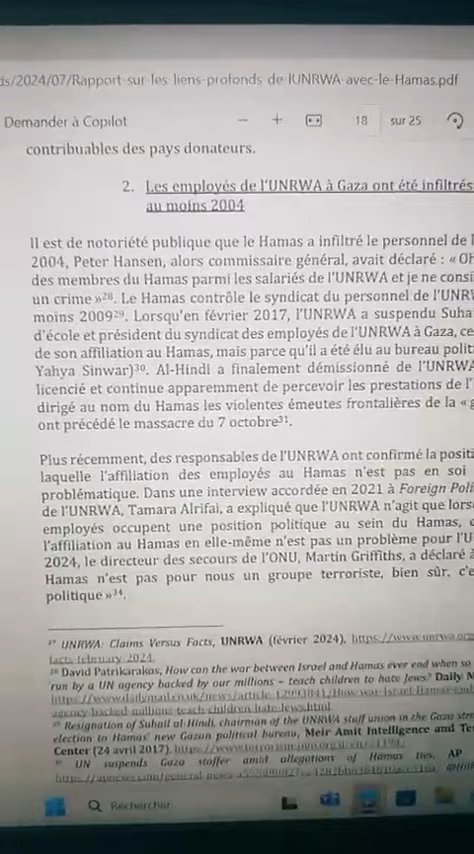 ds/2024/07/Rapport-sur-les-liens-profonds-de-lUNRWA-avec-le-Hamas.pdf
Demander à Copilot — + 18 sur 25
contribuables des pays donateurs.
2. Les employés de l'UNRWA à Gaza ont été infiltrés
au moins 2004
Il est de notoriété publique que le Hamas a infiltré le personnel de
2004, Peter Hansen, alors commissaire général, avait déclaré : «
des membres du Hamas parmi les salariés de l'UNRWA et je ne consi
un crime »²⁸. Le Hamas contrôle le syndicat du personnel de l'UNR
moins 2009²⁹. Lorsqu'en février 2017, l'UNRWA a suspendu Suha
d'école et président du syndicat des employés de l'UNRWA à Gaza, ce
de son affiliation au Hamas, mais parce qu'il a été élu au bureau polit
Yahya Sinwar)³⁰. Al-Hindi a finalement démissionné de l'UNRWA
licencié et continue apparemment de percevoir les prestations de l'
dirigé au nom du Hamas les violentes émeutes frontalières de la «
ont précédé le massacre du 7 octobre³¹.
Plus récemment, des responsables de l'UNRWA ont confirmé la positi
laquelle l'affiliation des employés au Hamas n'est pas en soi
problématique. Dans une interview accordée en 2021 à Foreign Poli
de l'UNRWA, Tamara Alrifai, a expliqué que l'UNRWA n'agit que lors
employés occupent une position politique au sein du Hamas,
l'affiliation au Hamas en elle-même n'est pas un problème pour l'U
2024, le directeur des secours de l'ONU, Martin Griffiths, a déclaré à
Hamas n'est pas pour nous un groupe terroriste, bien sûr, c'e
politique »³⁴.
UNRWA: Claims Versus Facts, UNRWA (février 2024), https://www.unrwa.org
facts-february-2024.
David Patrikarakos, How can the war between Israel and Hamas ever end when so
run by a UN agency backed by our millions – teach children to hate Jews? Daily M
agency-backed-millions-teach-children-hate-Jews.html
Resignation of Suhail al-Hindi, chairman of the UNRWA staff union in the Gaza
election to Hamas' new Gazan political bureau, Meir Amit Intelligence and Te
Center (24 avril 2017),
UN suspends Gaza staffer amid allegations of Hamas ties, AP
Rechercher